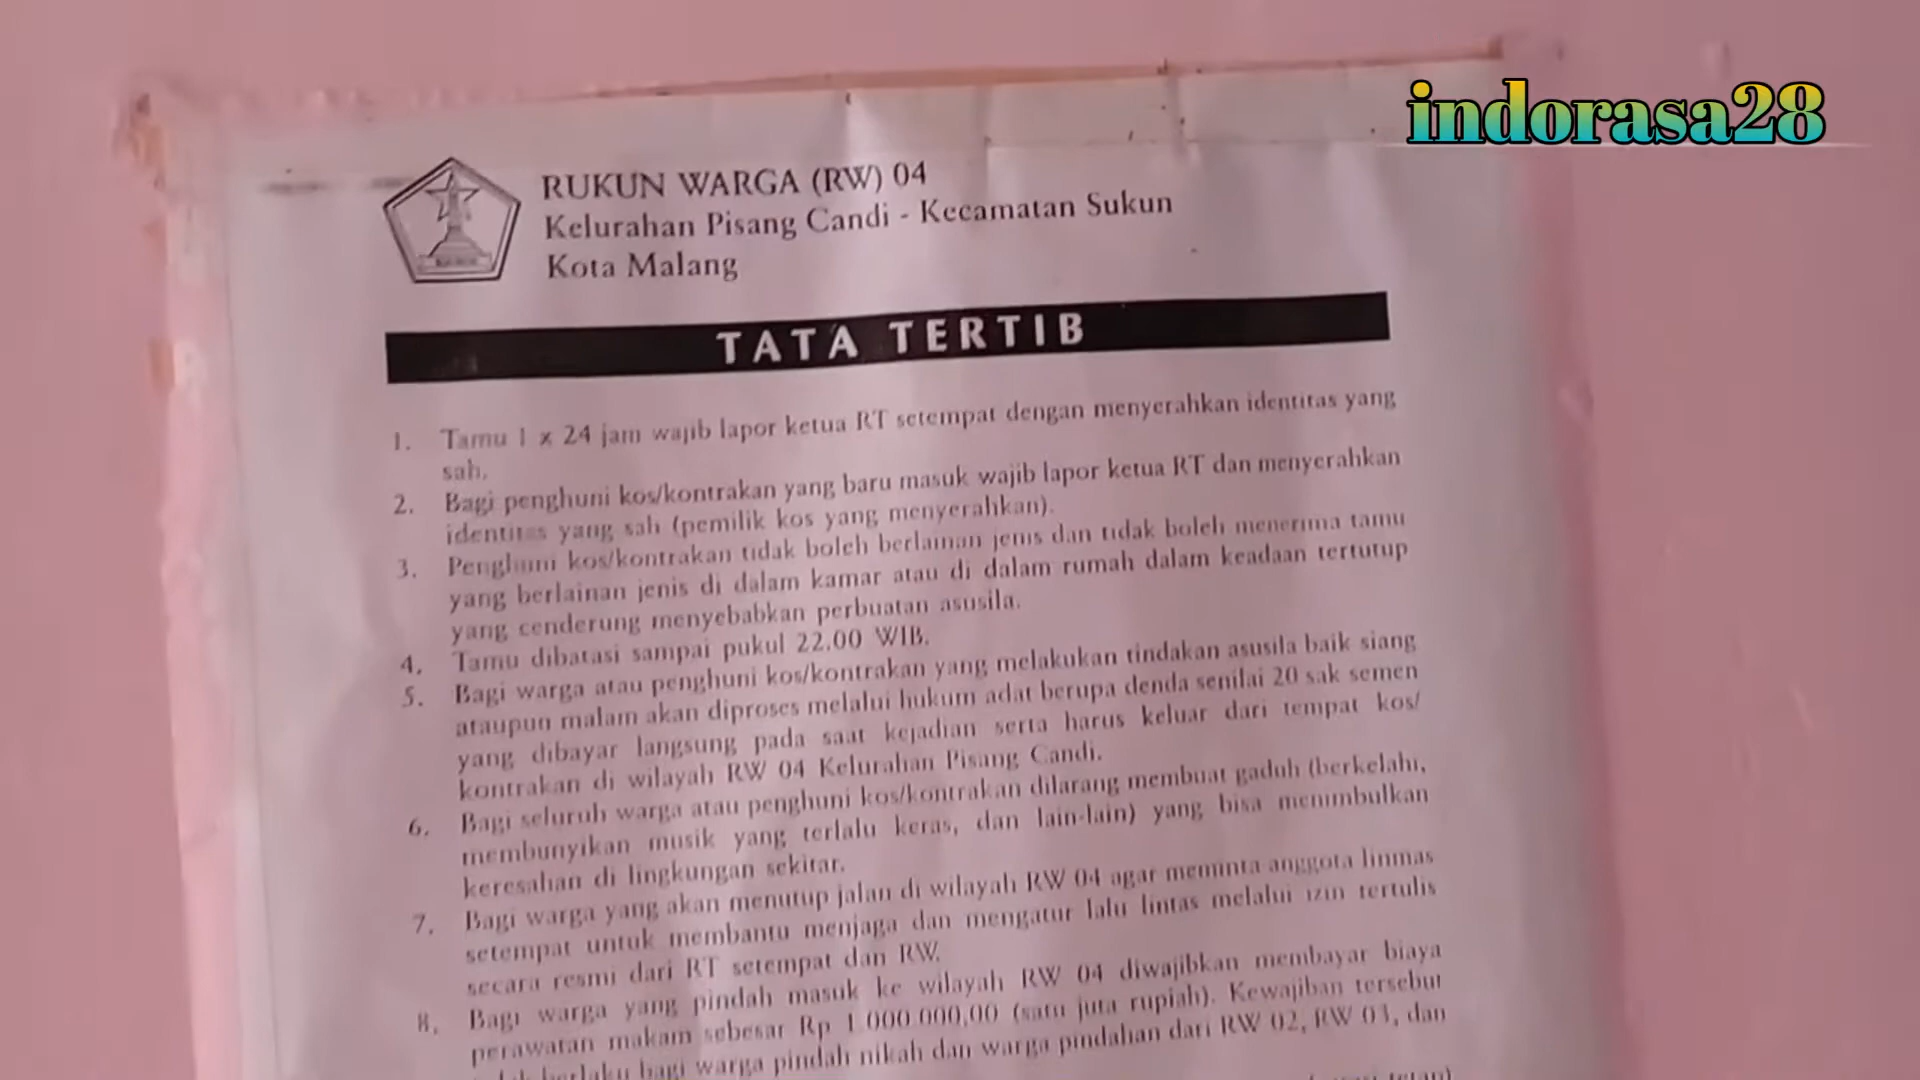 indorasa28
RUKUN WARGA (RW) 04
Kelurahan Pisang Candi - Kecamatan Sukun
Kota Malang
TATA TERTIB
1. Tamu 1 x 24 jam wajib lapor ketua RT setempat dengan menyerahkan identitas yang
sah.
2. Bagi penghuni kos/kontrakan yang baru masuk wajib lapor ketua RT dan menyerahkan
identitas yang sah (pemilik kos yang menyerahkan).
3. Penghuni kos/kontrakan tidak boleh berlainan jenis dan tidak boleh menerima tamu
yang berlainan jenis di dalam kamar atau di dalam rumah dalam keadaan tertutup
yang cenderung menyebabkan perbuatan asusila.
4. Tamu dibatasi sampai pukul 22.00 WIB.
5. Bagi warga atau penghuni kos/kontrakan yang melakukan tindakan asusila baik siang
ataupun malam akan diproses melalui hukum adat berupa denda senilai 20 sak semen
yang dibayar langsung pada saat kejadian serta harus keluar dari tempat kos/
kontrakan di wilayah RW 04 Kelurahan Pisang Candi.
6. Bagi seluruh warga atau penghuni kos/kontrakan dilarang membuat gaduh (berkelahi,
membunyikan musik yang terlalu keras, dan lain-lain) yang bisa menimbulkan
keresahan di lingkungan sekitar.
7. Bagi warga yang akan menutup jalan di wilayah RW 04 agar meminta anggota linmas
setempat untuk membantu menjaga dan mengatur lalu lintas melalui izin tertulis
secara resmi dari RT setempat dan RW.
8. Bagi warga yang pindah masuk ke wilayah RW 04 diwajibkan membayar biaya
perawatan makam sebesar Rp 1.000.000,00 (satu juta rupiah). Kewajiban tersebut
berlaku bagi warga pindah nikah dan warga pindahan dari RW 02, RW 03, dan